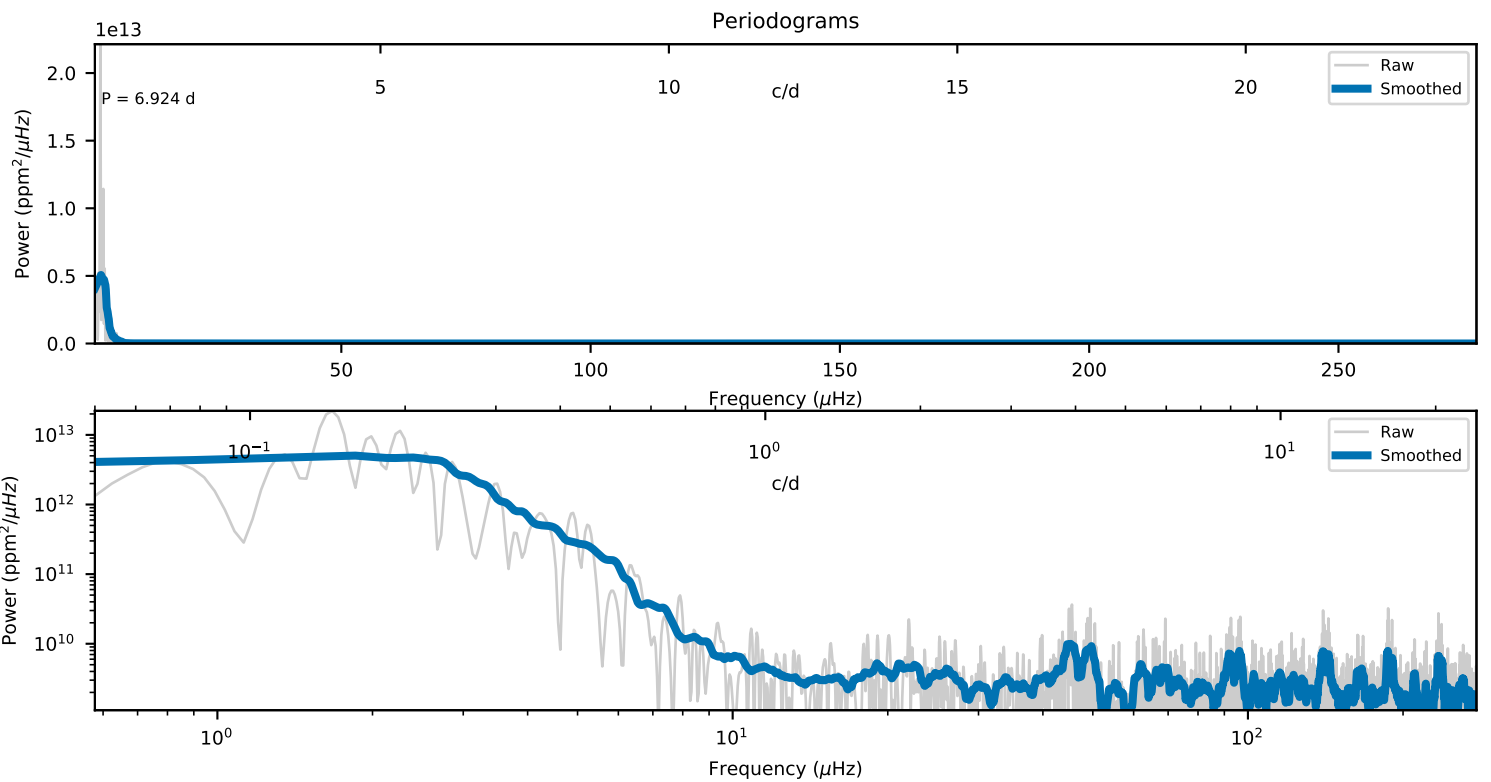 Periodograms
1e13
2.0
1.5
1.0
0.5
0.0
Power (ppm²/μHz)
P = 6.924 d
5 10 15 20
c/d
Raw
Smoothed
50 100 150 200 250
Frequency (μHz)
10¹³
10¹²
10¹¹
10¹⁰
Power (ppm²/μHz)
10⁻¹ 10⁰ 10¹
c/d
Raw
Smoothed
10⁰ 10¹ 10²
Frequency (μHz)